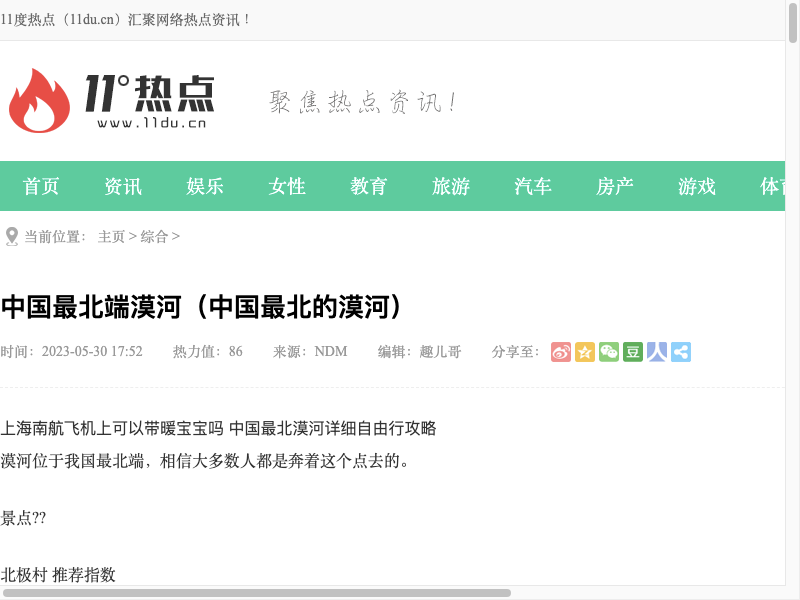 11度热点（11du.cn）汇聚网络热点资讯！
11°热点
www.11du.cn
聚焦热点资讯！
首页 资讯 娱乐 女性 教育 旅游 汽车 房产 游戏 体育
当前位置： 主页 > 综合 >
中国最北端漠河（中国最北的漠河）
时间：2023-05-30 17:52 热力值：86 来源：NDM 编辑：趣儿哥 分享至：
豆
上海南航飞机上可以带暖宝宝吗 中国最北漠河详细自由行攻略
漠河位于我国最北端，相信大多数人都是奔着这个点去的。
景点??
北极村 推荐指数